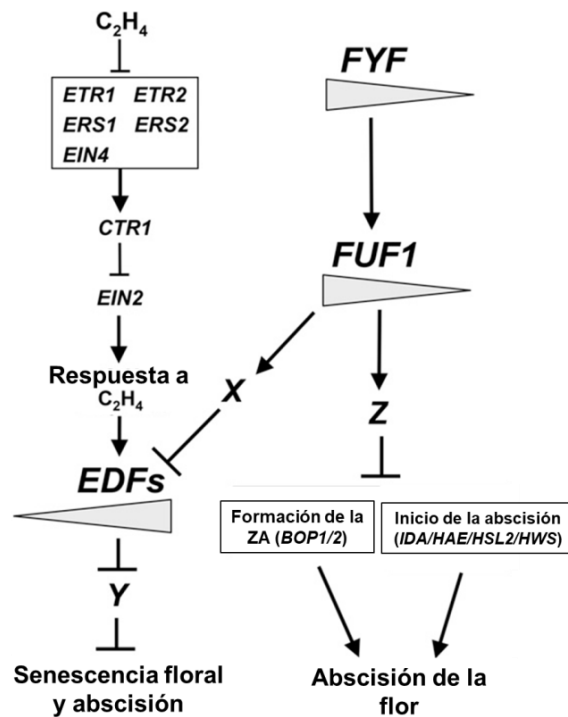 C₂H₄
ETR1 ETR2
ERS1 ERS2
EIN4
CTR1
EIN2
Respuesta a
C₂H₄
EDFs
Y
Senescencia floral
y abscisión
FYF
FUF1
X
Z
Formación de la
ZA (BOP1/2)
Inicio de la abscisión
(IDA/HAE/HSL2/HWS)
Abscisión de la
flor